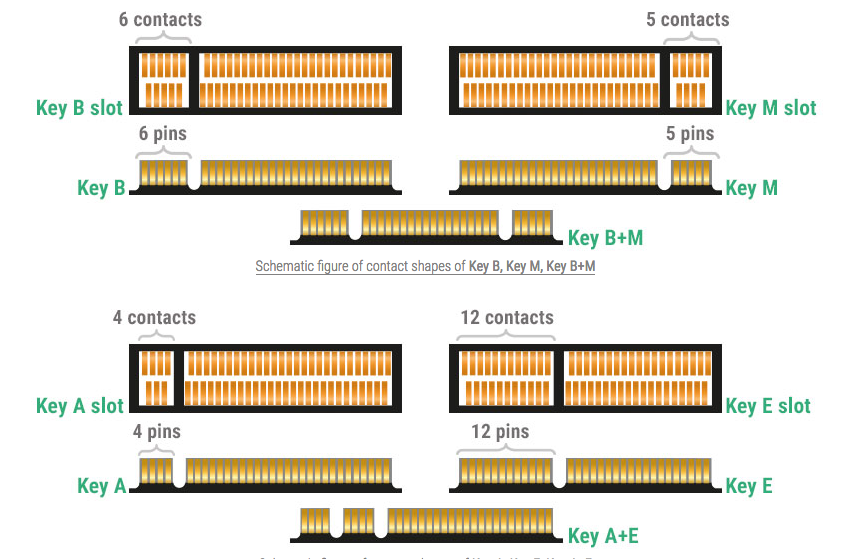 6 contacts
5 contacts
Key B slot
Key M slot
6 pins
5 pins
Key B
Key M
Key B+M
Schematic figure of contact shapes of Key B, Key M, Key B+M
4 contacts
12 contacts
Key A slot
Key E slot
4 pins
12 pins
Key A
Key E
Key A+E